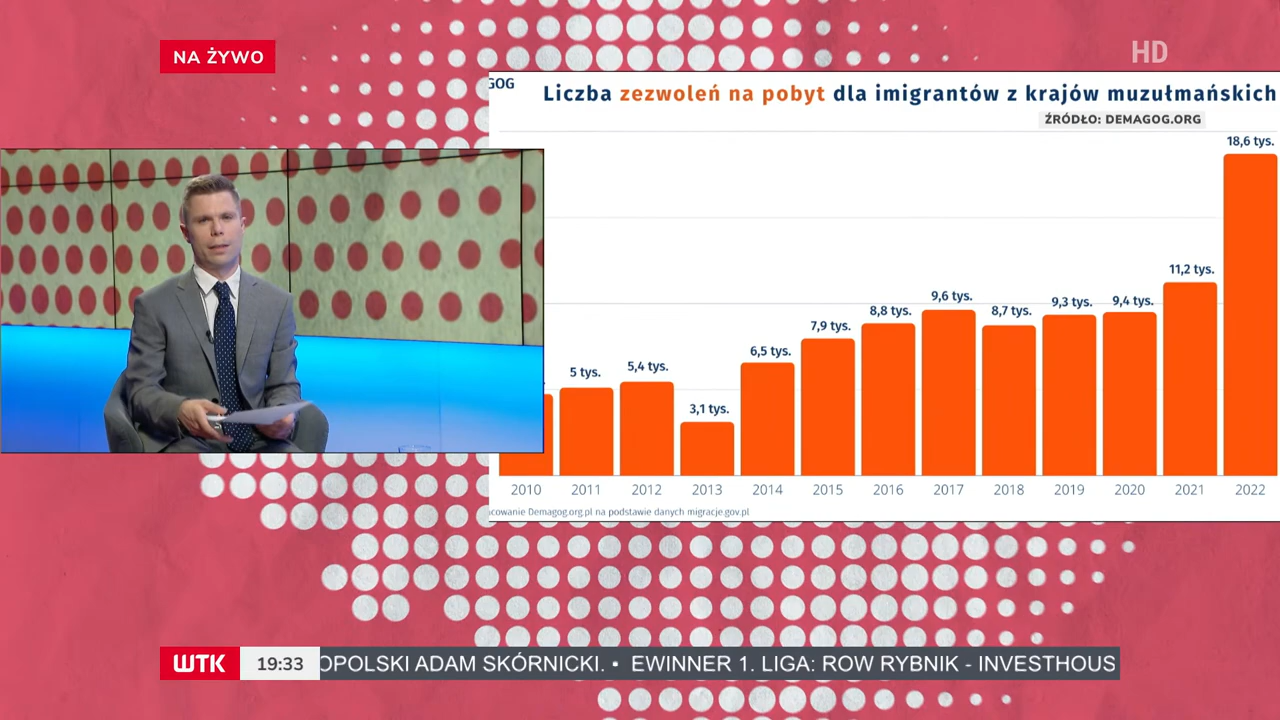 NA ŻYWO
HD
GOG
Liczba zezwoleń na pobyt dla imigrantów z krajów muzułmańskich
ŹRÓDŁO: DEMAGOG.ORG
18,6 tys.
11,2 tys.
9,6 tys.
8,8 tys.
8,7 tys.
9,3 tys.
9,4 tys.
7,9 tys.
6,5 tys.
5 tys.
5,4 tys.
3,1 tys.
2010 2011 2012 2013 2014 2015 2016 2017 2018 2019 2020 2021 2022
cowanie Demagog.org.pl na podstawie danych migracje.gov.pl
WTK 19:33 OPOLSKI ADAM SKÓRNICKI. • EWINNER 1. LIGA: ROW RYBNIK - INVESTHOUS